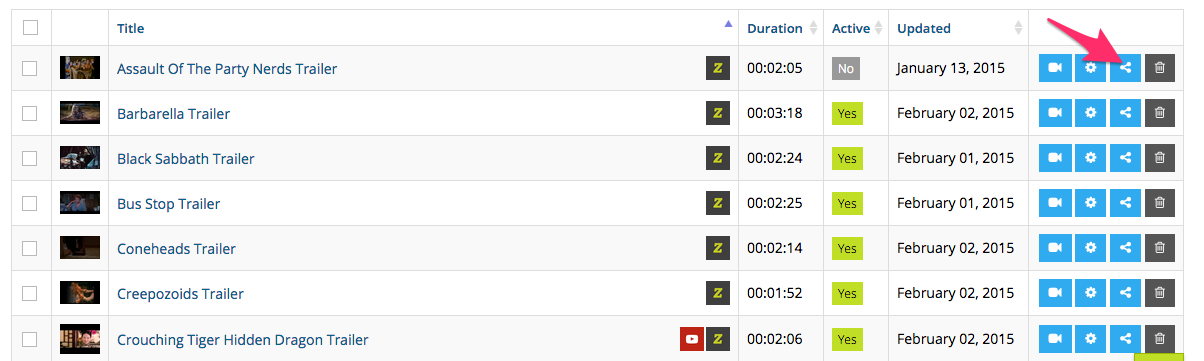 Title Duration Active Updated
Assault Of The Party Nerds Trailer Z 00:02:05 No January 13, 2015
Barbarella Trailer Z 00:03:18 Yes February 02, 2015
Black Sabbath Trailer Z 00:02:24 Yes February 01, 2015
Bus Stop Trailer Z 00:02:25 Yes February 01, 2015
Coneheads Trailer Z 00:02:14 Yes February 02, 2015
Creepozoids Trailer Z 00:01:52 Yes February 02, 2015
Crouching Tiger Hidden Dragon Trailer Z 00:02:06 Yes February 02, 2015